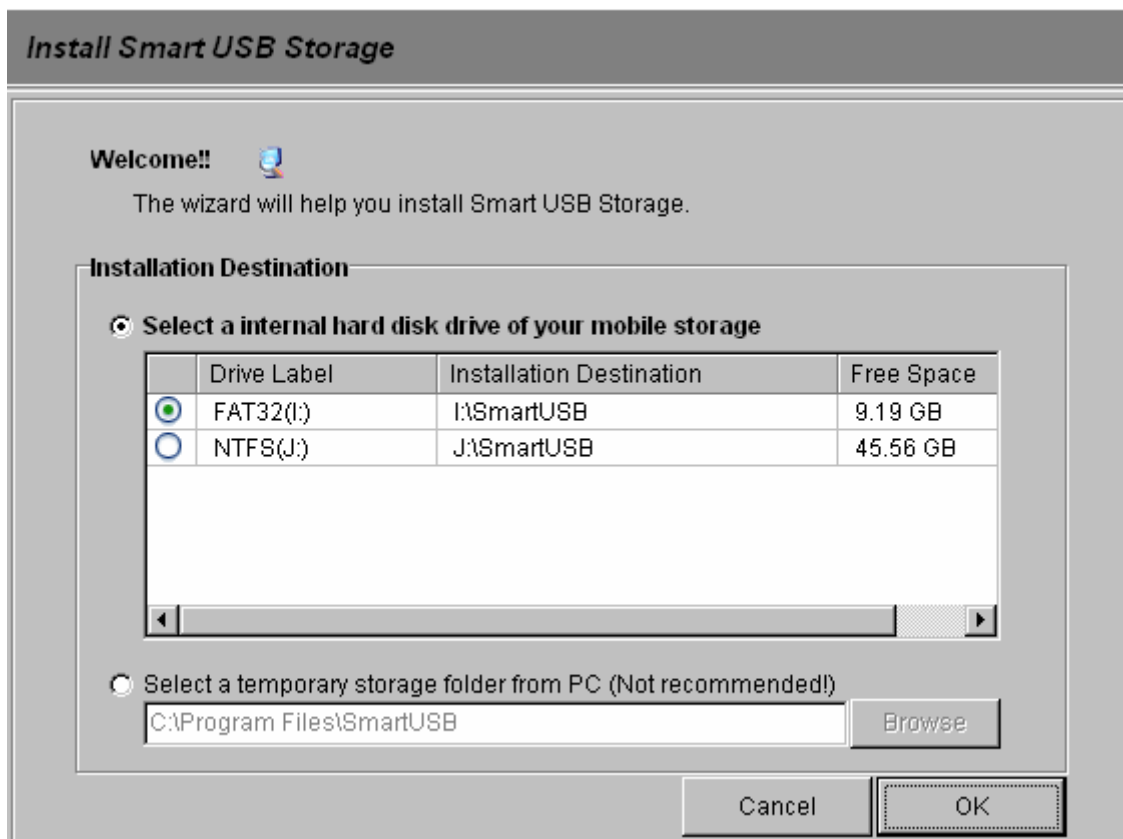 Install Smart USB Storage
Welcome!!
The wizard will help you install Smart USB Storage.
Installation Destination
Select a internal hard disk drive of your mobile storage
Drive Label Installation Destination Free Space
FAT32(I:) I:\SmartUSB 9.19 GB
NTFS(J:) J:\SmartUSB 45.56 GB
Select a temporary storage folder from PC (Not recommended!)
C:\Program Files\SmartUSB Browse
Cancel OK